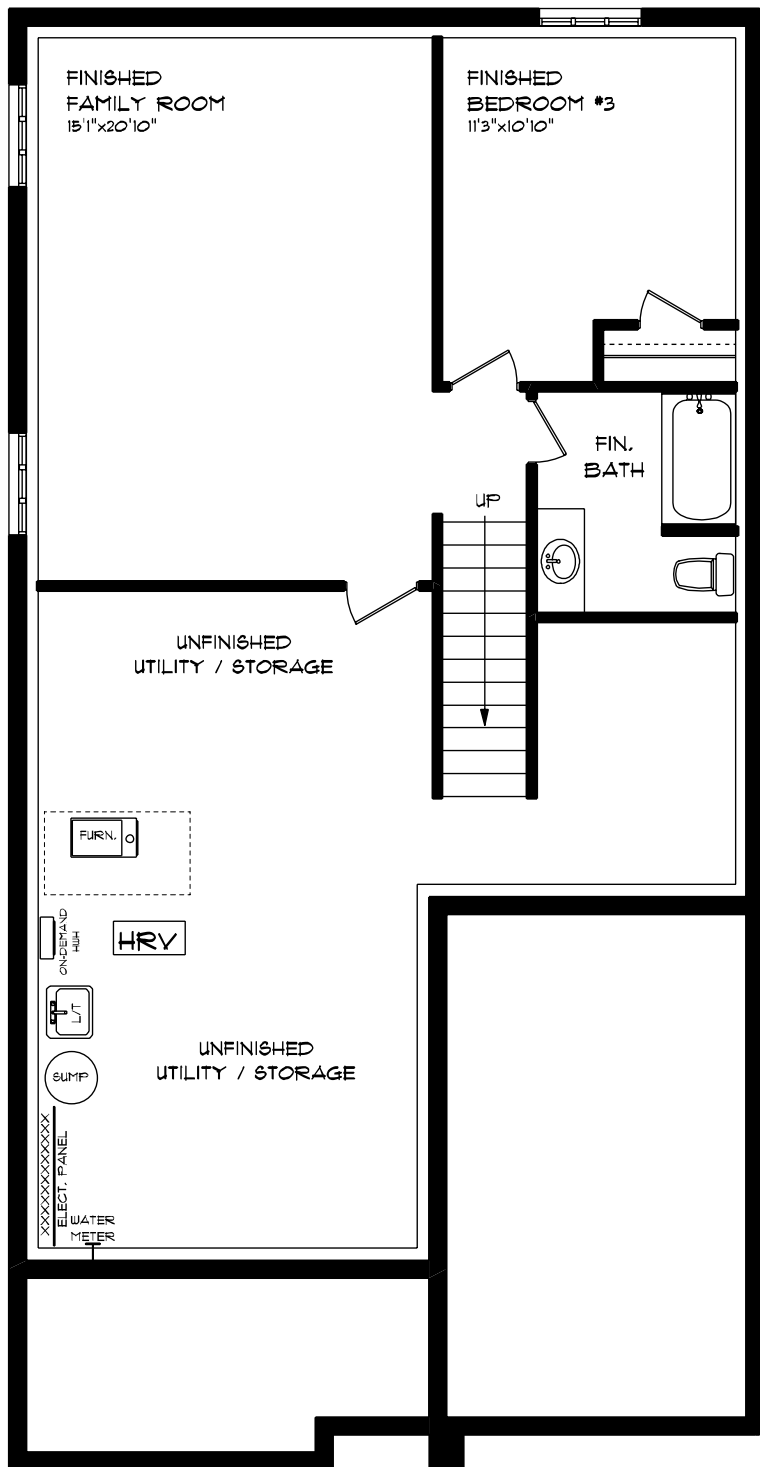 FINISHED
FAMILY ROOM
15'1"x20'10"
FINISHED
BEDROOM #3
11'3"x10'10"
FIN.
BATH
UP
UNFINISHED
UTILITY / STORAGE
FURN.
ON-DEMAND
HWH
HRV
L/T
SUMP
UNFINISHED
UTILITY / STORAGE
XXXXXXXXXXXXX
ELECT. PANEL
WATER
METER